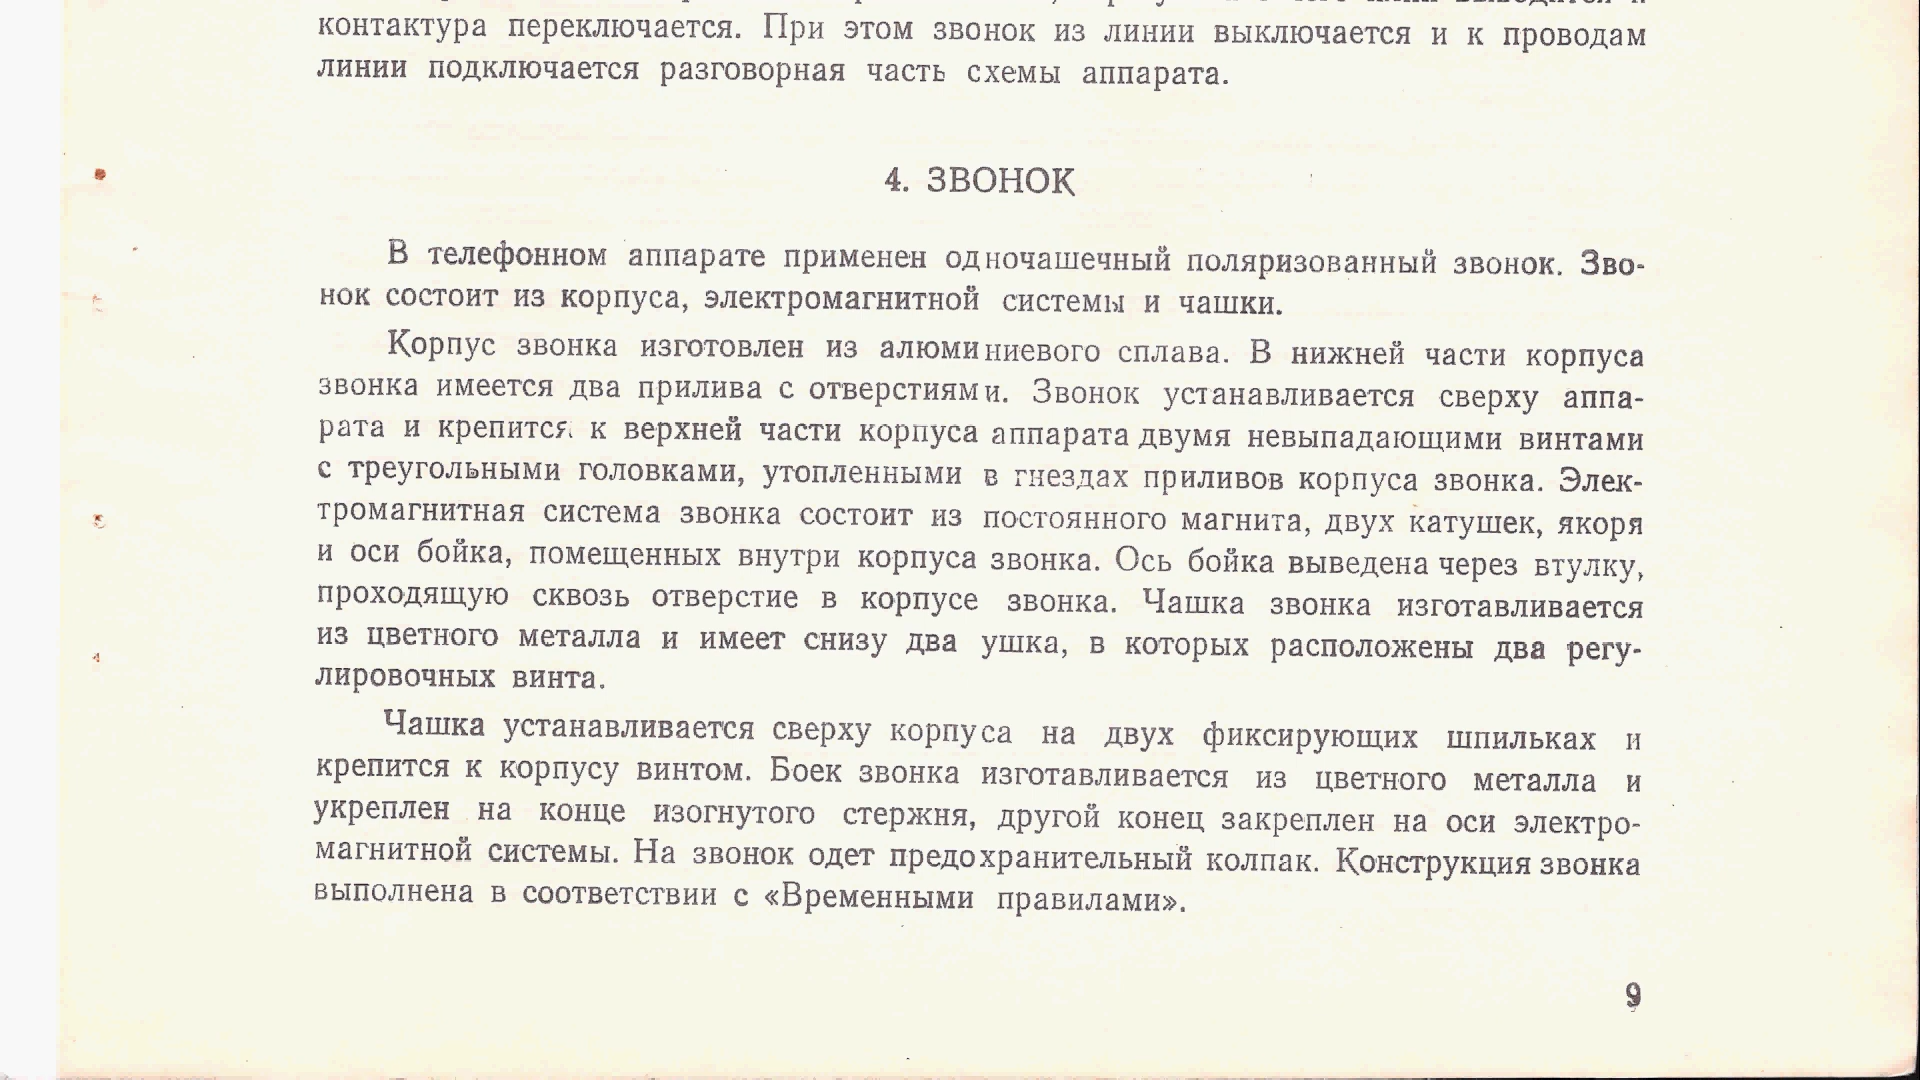 контактура переключается. При этом звонок из линии выключается и к проводам
линии подключается разговорная часть схемы аппарата.
4. ЗВОНОК
В телефонном аппарате применен одночашечный поляризованный звонок. Зво-
нок состоит из корпуса, электромагнитной системы и чашки.
Корпус звонка изготовлен из алюминиевого сплава. В нижней части корпуса
звонка имеется два прилива с отверстиями. Звонок устанавливается сверху аппа-
рата и крепится к верхней части корпуса аппарата двумя невыпадающими винтами
с треугольными головками, утопленными в гнездах приливов корпуса звонка. Элек-
тромагнитная система звонка состоит из постоянного магнита, двух катушек, якоря
и оси бойка, помещенных внутри корпуса звонка. Ось бойка выведена через втулку,
проходящую сквозь отверстие в корпусе звонка. Чашка звонка изготавливается
из цветного металла и имеет снизу два ушка, в которых расположены два регу-
лировочных винта.
Чашка устанавливается сверху корпуса на двух фиксирующих шпильках и
крепится к корпусу винтом. Боек звонка изготавливается из цветного металла и
укреплен на конце изогнутого стержня, другой конец закреплен на оси электро-
магнитной системы. На звонок одет предохранительный колпак. Конструкция звонка
выполнена в соответствии с «Временными правилами».
9